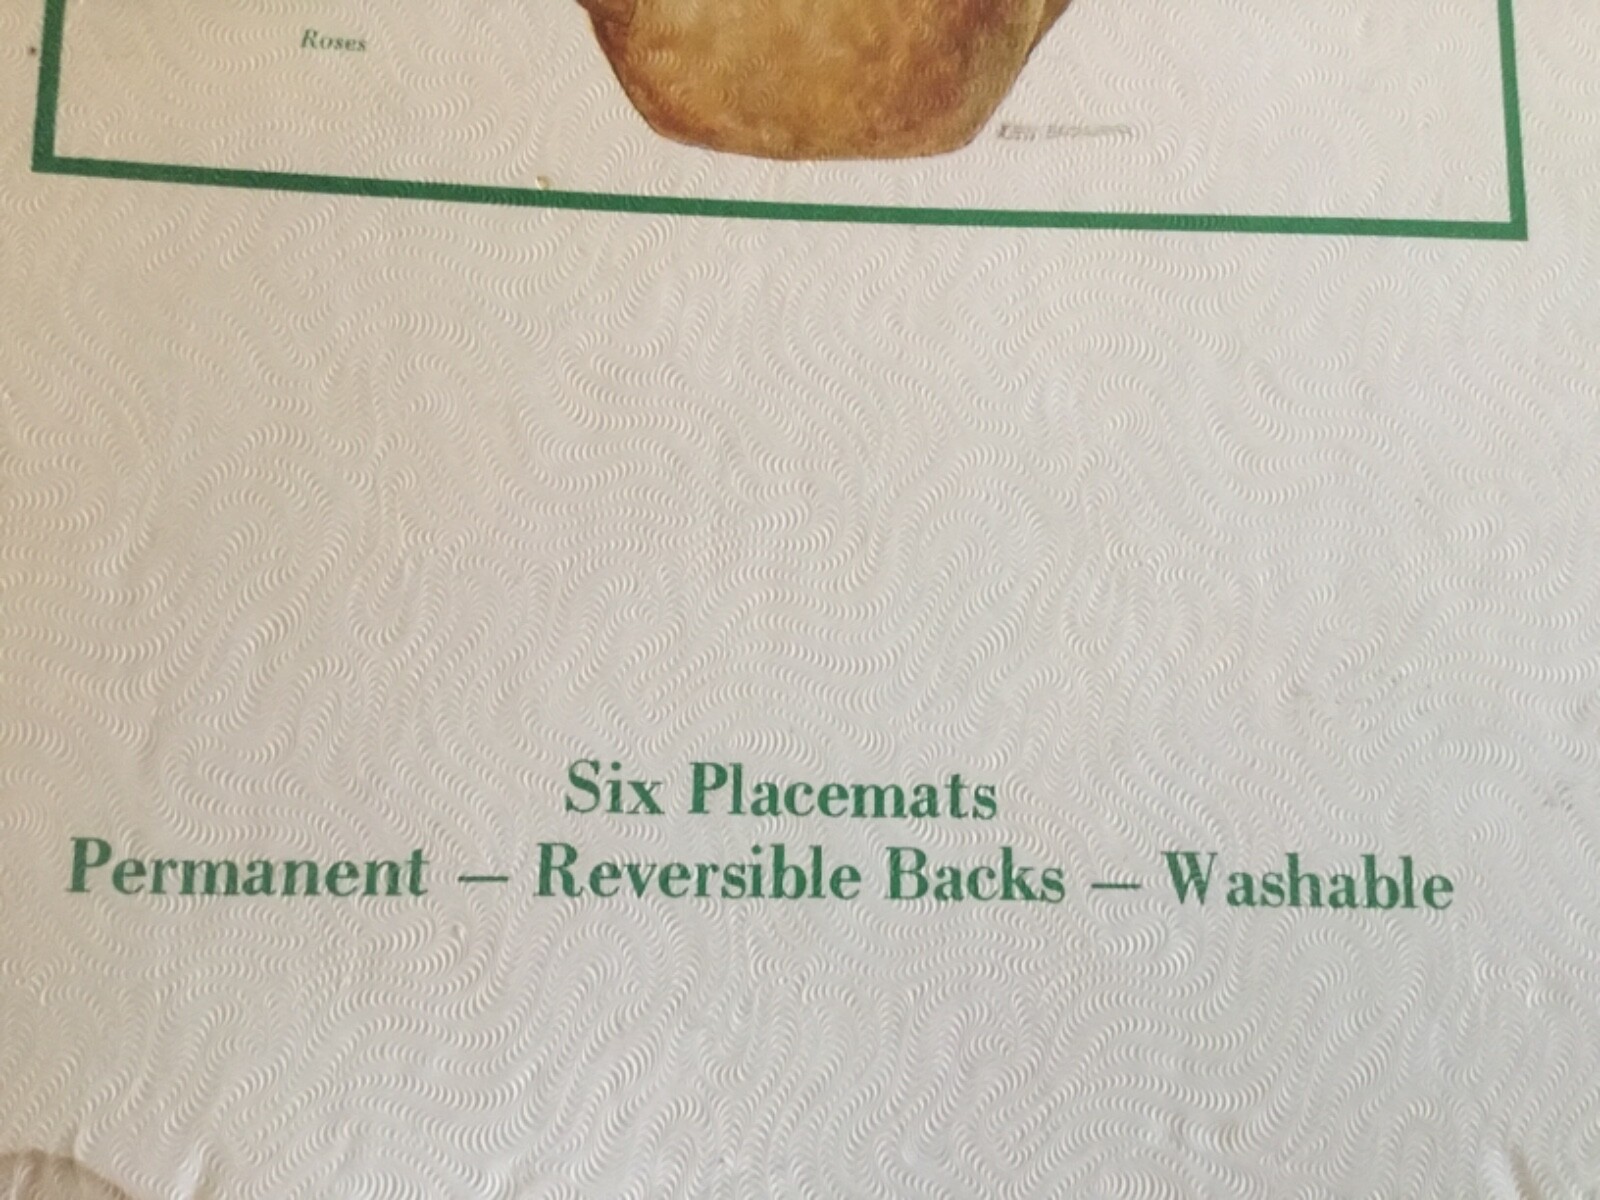 Roses
Six Placemats
Permanent — Reversible Backs — Washable